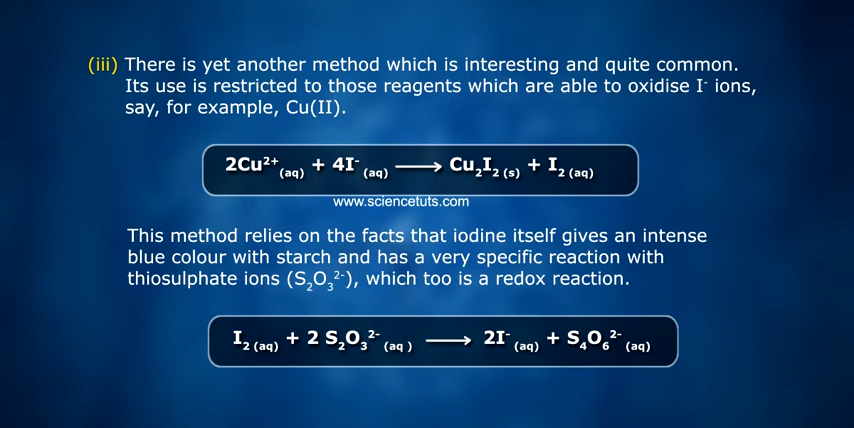 (iii) There is yet another method which is interesting and quite common.
Its use is restricted to those reagents which are able to oxidise I⁻ ions,
say, for example, Cu(II).
2Cu²⁺(aq) + 4I⁻(aq) ⟶ Cu₂I₂(s) + I₂(aq)
www.sciencetuts.com
This method relies on the facts that iodine itself gives an intense
blue colour with starch and has a very specific reaction with
thiosulphate ions (S₂O₃²⁻), which too is a redox reaction.
I₂(aq) + 2 S₂O₃²⁻(aq) ⟶ 2I⁻(aq) + S₄O₆²⁻(aq)